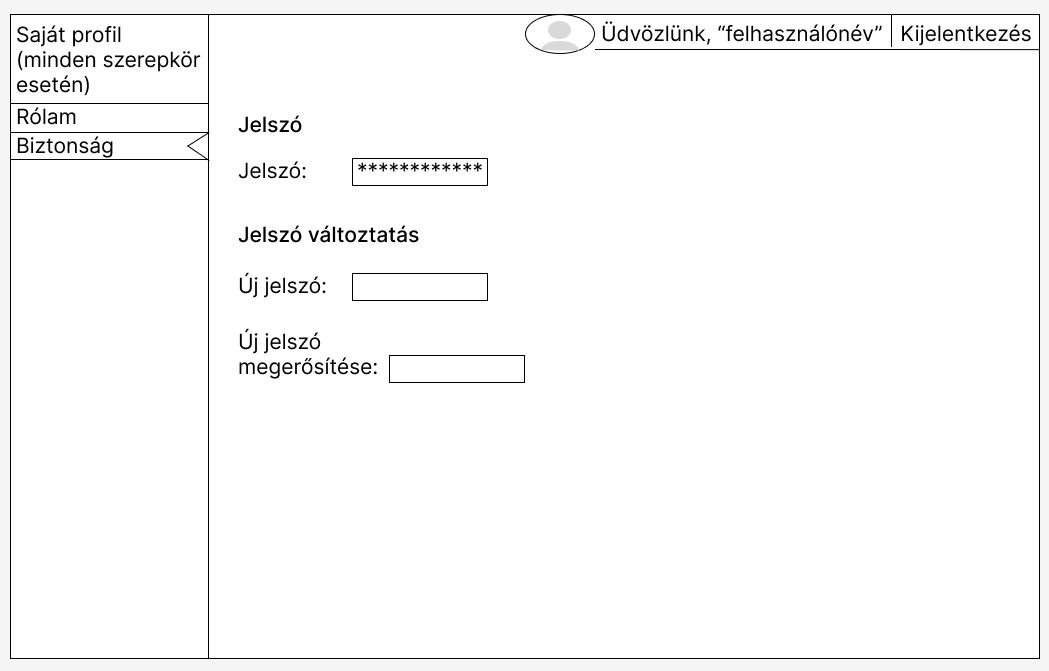 Saját profil
(minden szerepkör
esetén)
Rólam
Biztonság
Üdvözlünk, “felhasználónév”
Kijelentkezés
Jelszó
Jelszó:
************
Jelszó változtatás
Új jelszó:
Új jelszó
megerősítése: